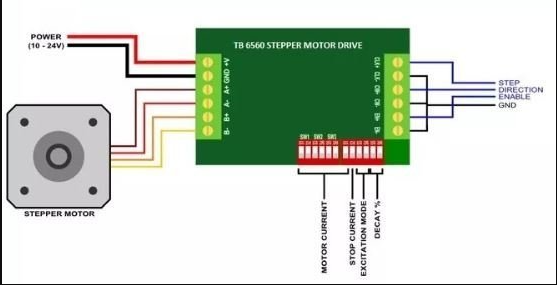 POWER
(10 - 24V)
TB 6560 STEPPER MOTOR DRIVE
+V
GND
A+
A-
B+
B-
STEP
DIRECTION
ENABLE
GND
SW1 SW2 SW3
STEPPER MOTOR
MOTOR CURRENT
STOP CURRENT
EXCITATION MODE
DECAY %